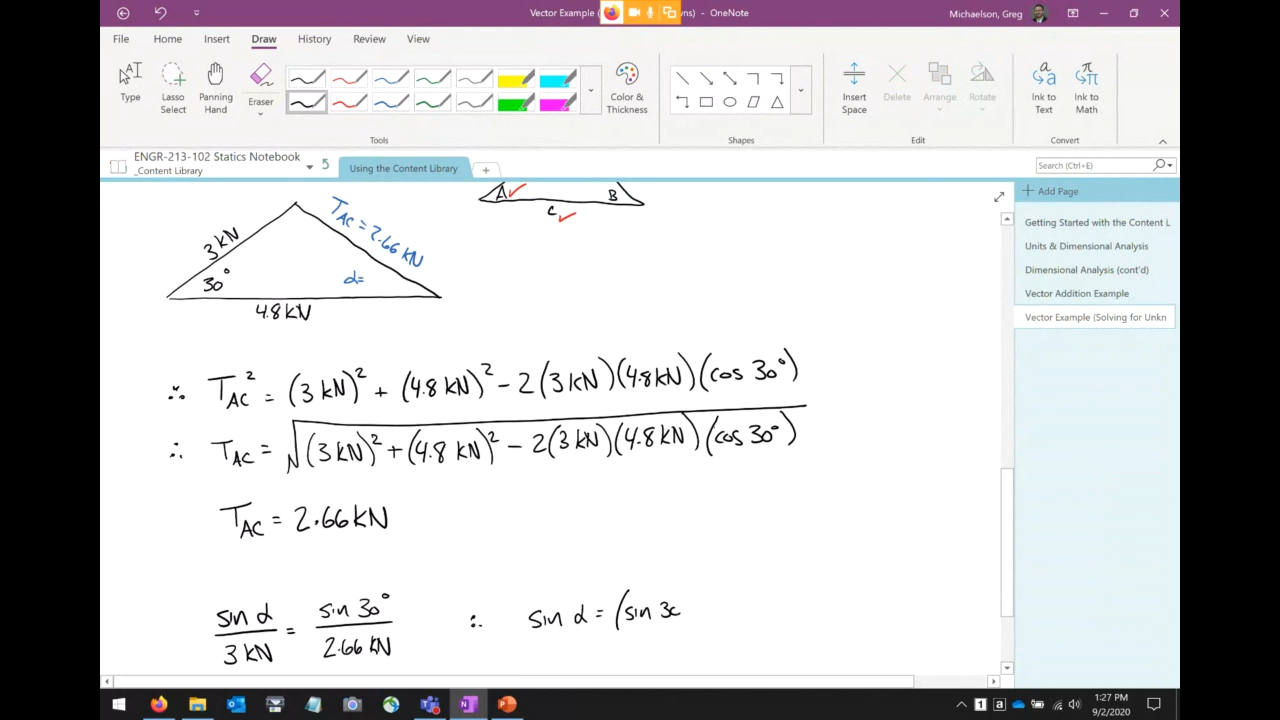 Vector Example (
ns) - OneNote
Michaelson, Greg
File Home Insert Draw History Review View
Type
Lasso Select
Panning Hand
Eraser
Color & Thickness
Insert Space
Delete
Arrange
Rotate
Ink to Text
Ink to Math
Tools
Shapes
Edit
Convert
ENGR-213-102 Statics Notebook
_Content Library
Using the Content Library
Search (Ctrl+E)
Add Page
Getting Started with the Content L
Units & Dimensional Analysis
Dimensional Analysis (cont'd)
Vector Addition Example
Vector Example (Solving for Unkn
A ✓ B
c ✓
3 kN
T_AC = 2.66 kN
30°
α=
4.8 kN
∴ T_AC² = (3 kN)² + (4.8 kN)² - 2(3 kN)(4.8 kN)(cos 30°)
∴ T_AC = √(3 kN)² + (4.8 kN)² - 2(3 kN)(4.8 kN)(cos 30°)
T_AC = 2.66 kN
sin α / 3 kN = sin 30° / 2.66 kN ∴ sin α = (sin 30
1:27 PM
9/2/2020